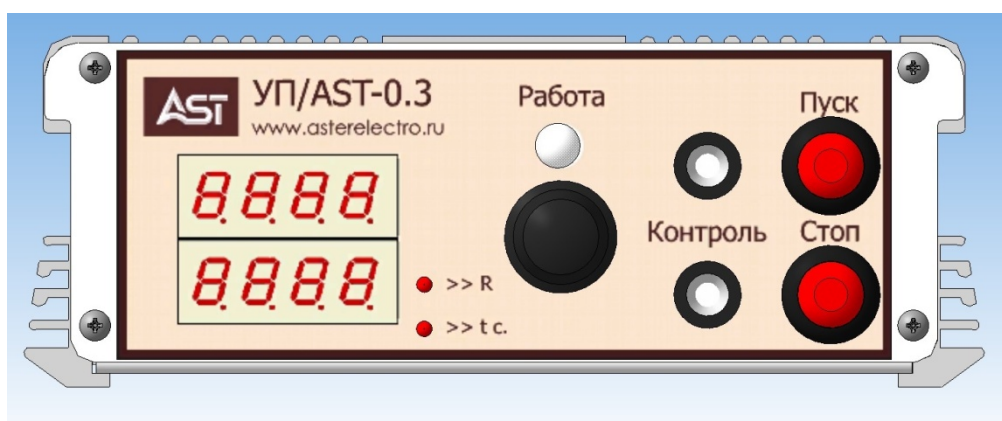 AST
УП/AST-0.3
www.asterelectro.ru
Работа
Пуск
8.8.8.8.
8.8.8.8.
Контроль
Стоп
>> R
>> t c.